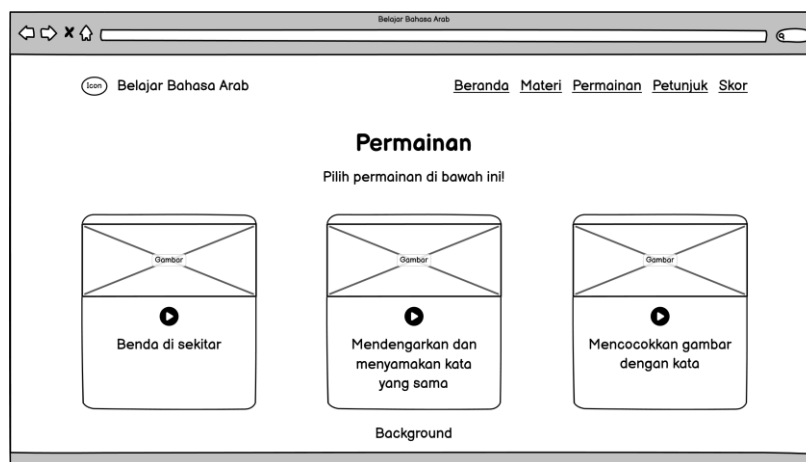 Belajar Bahasa Arab
Icon
Belajar Bahasa Arab
Beranda Materi Permainan Petunjuk Skor
Permainan
Pilih permainan di bawah ini!
Gambar
Benda di sekitar
Gambar
Mendengarkan dan
menyamakan kata
yang sama
Gambar
Mencocokkan gambar
dengan kata
Background